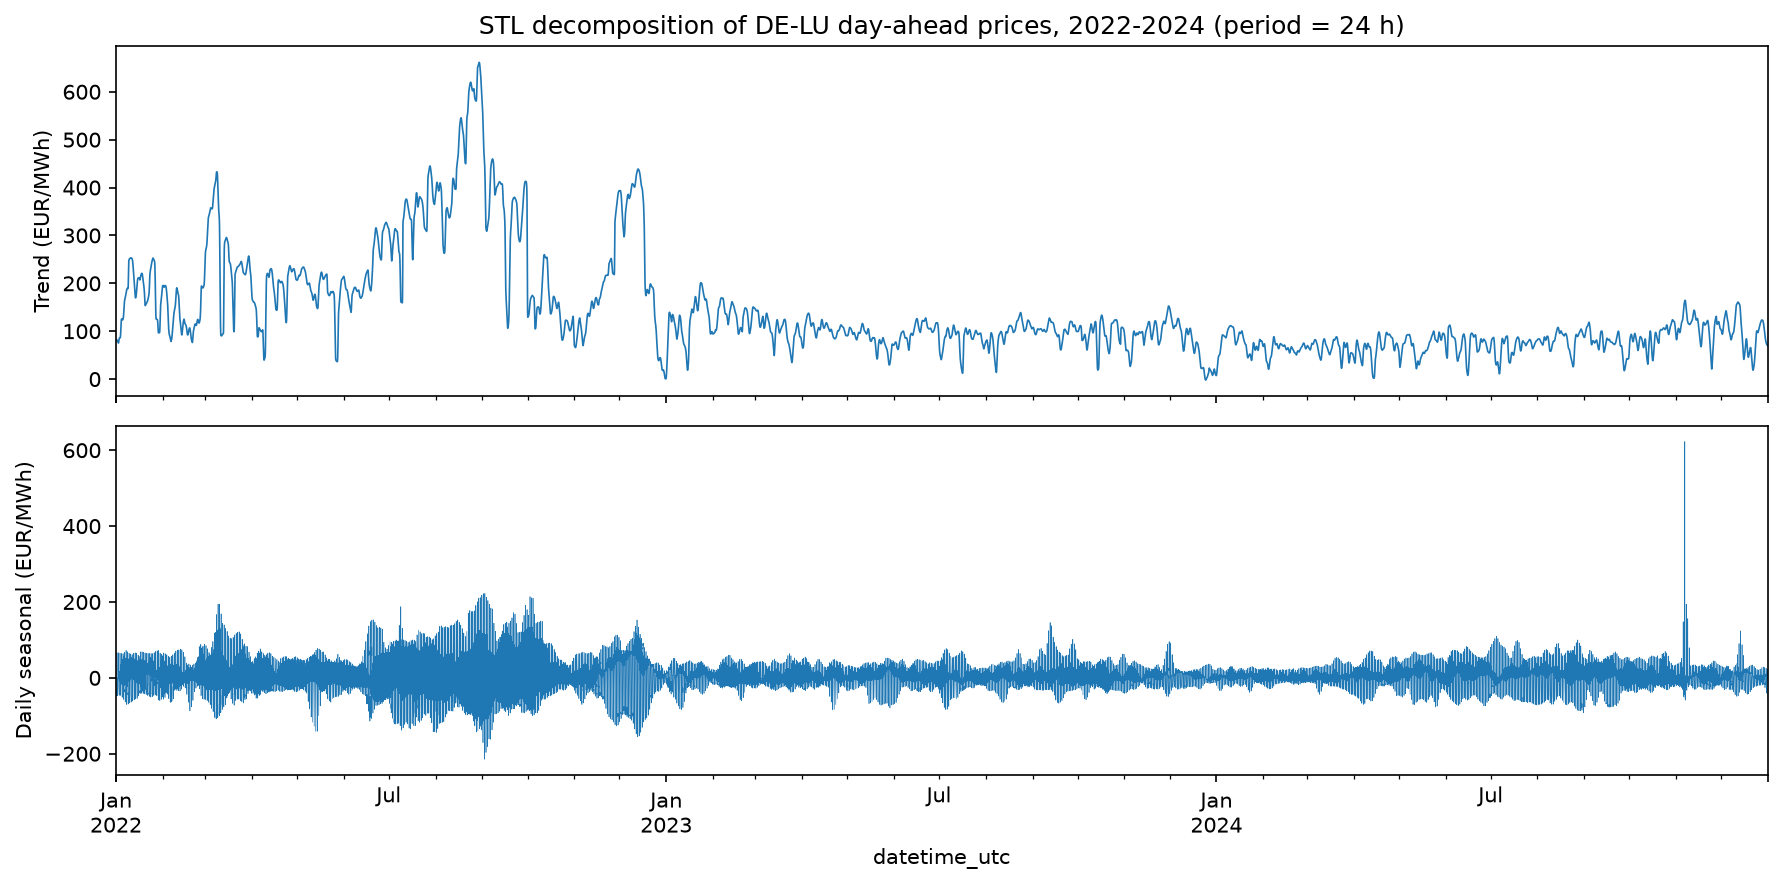 STL decomposition of DE-LU day-ahead prices, 2022-2024 (period = 24 h)
Trend (EUR/MWh)
600
500
400
300
200
100
0
Daily seasonal (EUR/MWh)
600
400
200
0
−200
Jan
2022
Jul
Jan
2023
Jul
Jan
2024
Jul
datetime_utc